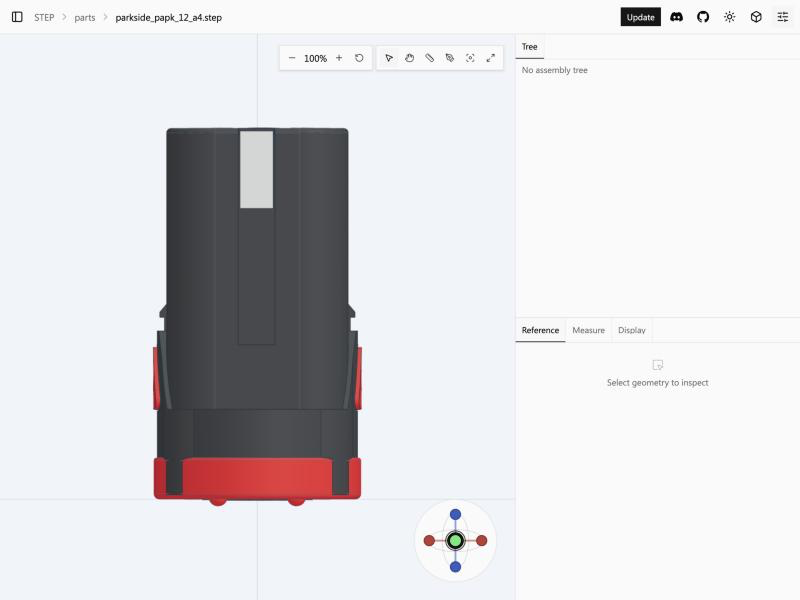 STEP
parts
parkside_papk_12_a4.step
Update
100%
Tree
No assembly tree
Reference
Measure
Display
Select geometry to inspect